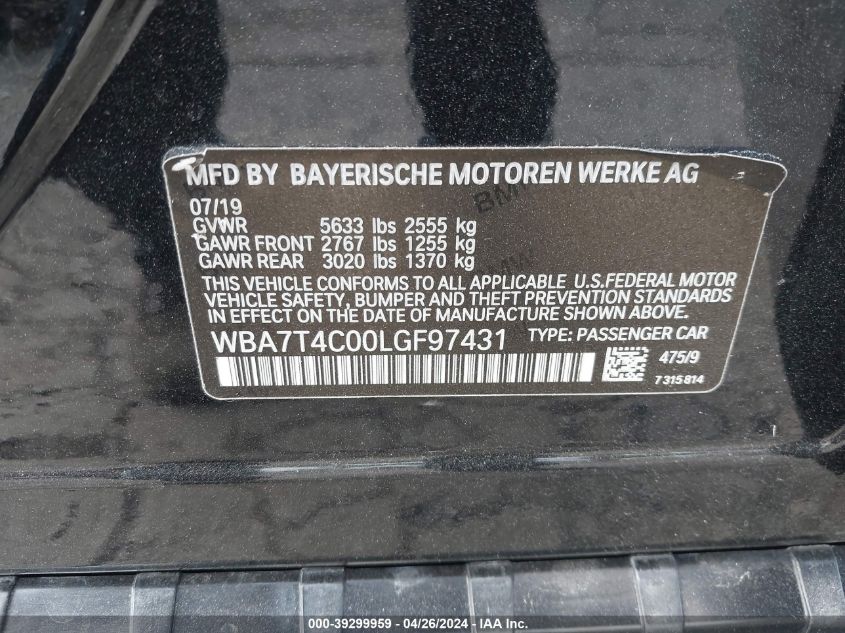 MFD BY BAYERISCHE MOTOREN WERKE AG
07/19
GVWR 5633 lbs 2555 kg
GAWR FRONT 2767 lbs 1255 kg
GAWR REAR 3020 lbs 1370 kg
THIS VEHICLE CONFORMS TO ALL APPLICABLE U.S.FEDERAL MOTOR
VEHICLE SAFETY, BUMPER AND THEFT PREVENTION STANDARDS
IN EFFECT ON THE DATE OF MANUFACTURE SHOWN ABOVE.
WBA7T4C00LGF97431 TYPE: PASSENGER CAR
475/9
7315814
BMW
BMW
000-39299959 - 04/26/2024 - IAA Inc.